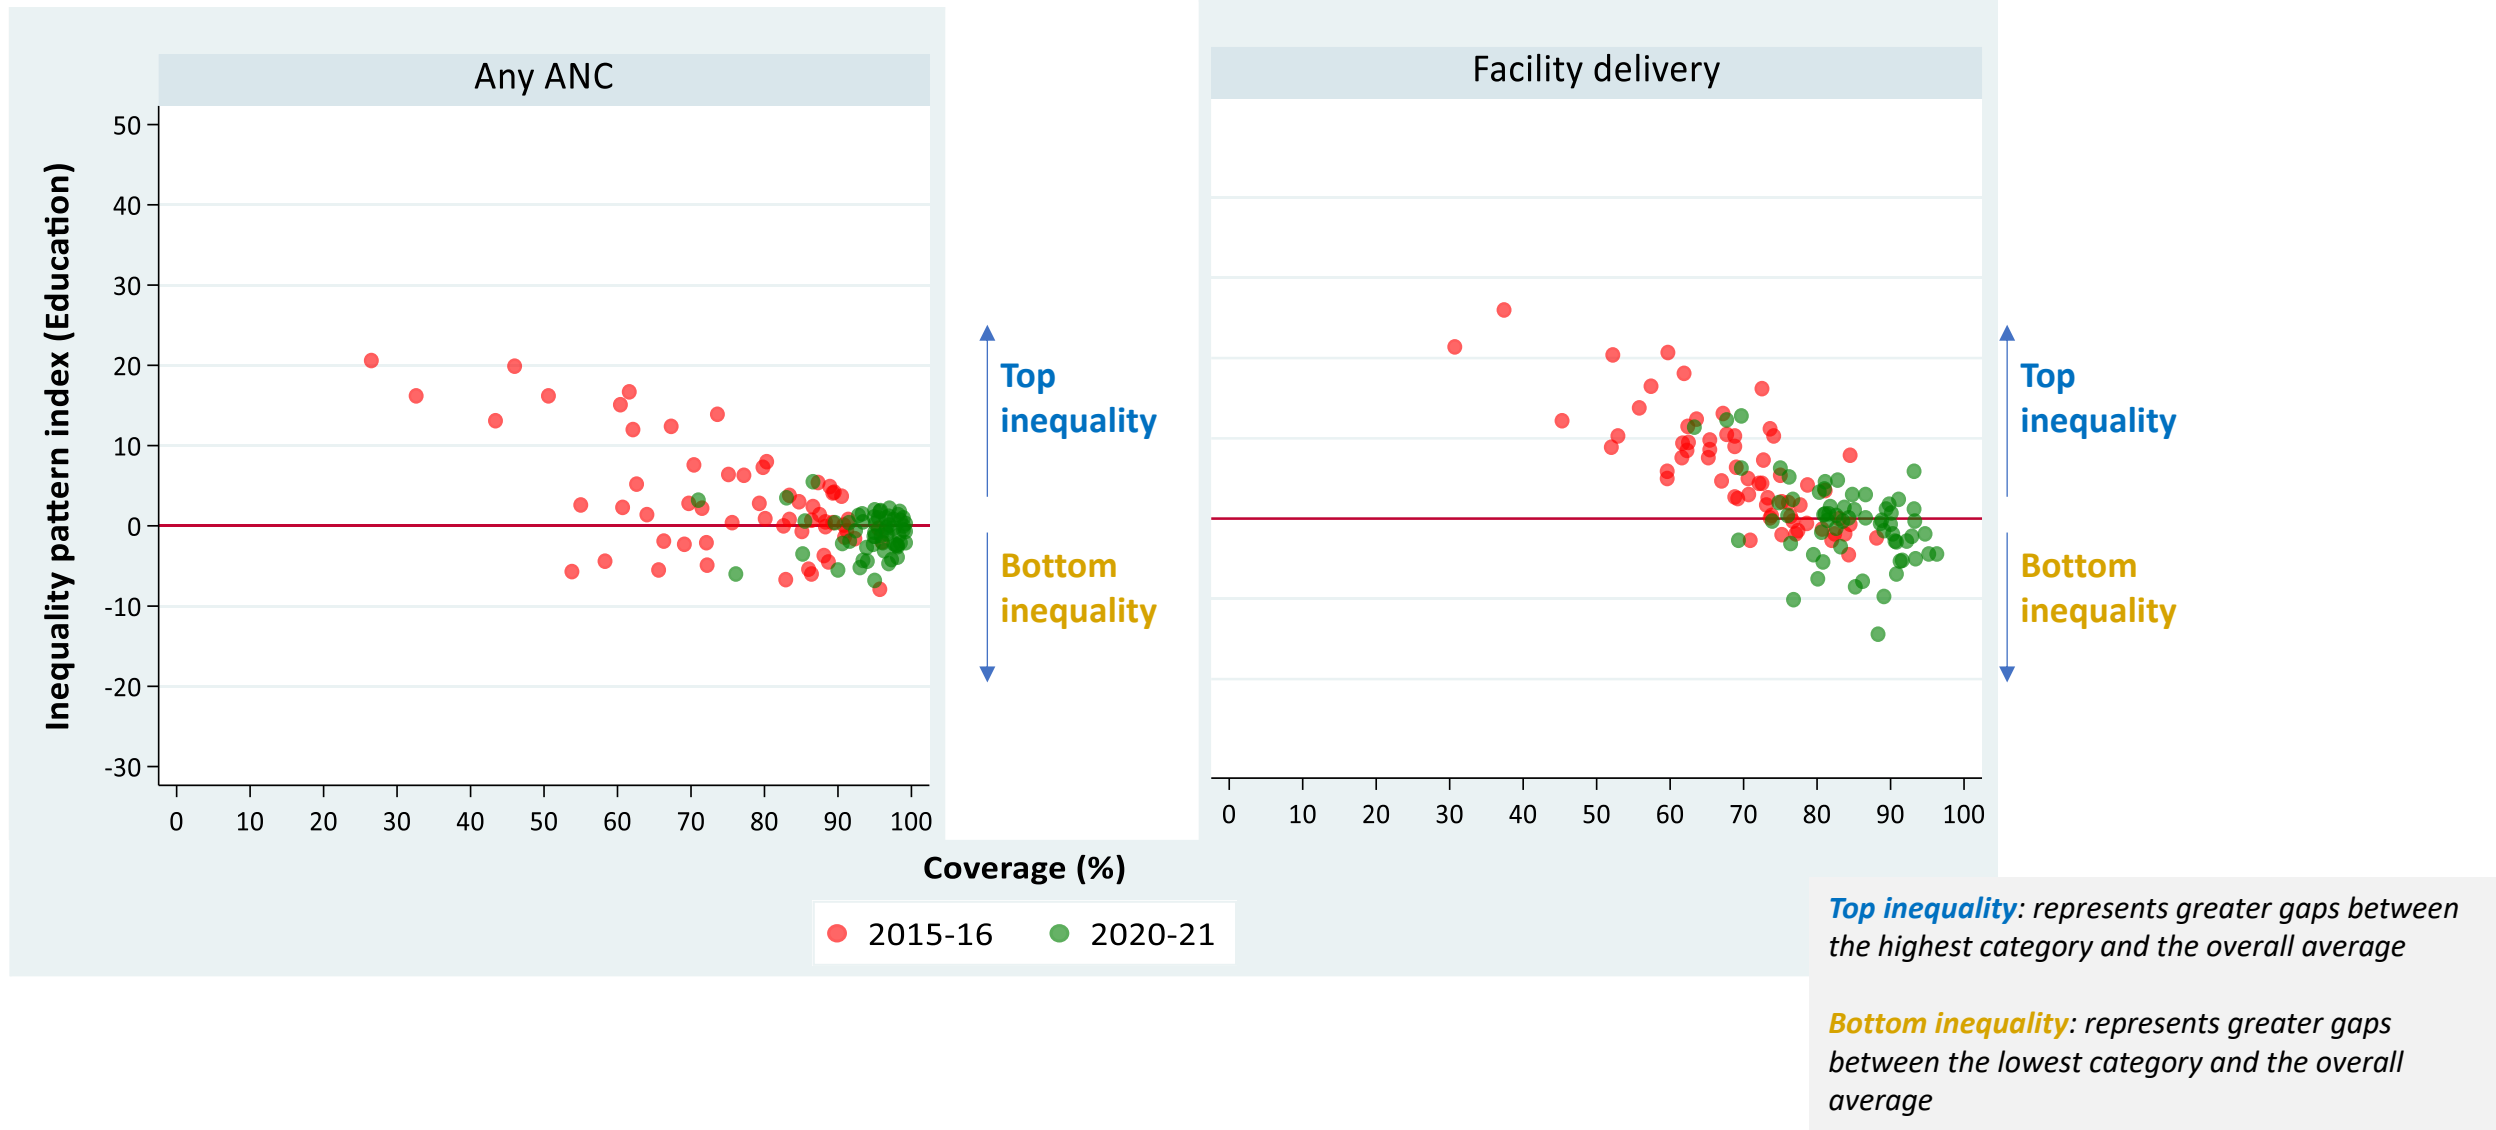 Any ANC
Facility delivery
Inequality pattern index (Education)
50
40
30
20
10
0
-10
-20
-30
0 10 20 30 40 50 60 70 80 90 100
Top
inequality
Bottom
inequality
0 10 20 30 40 50 60 70 80 90 100
Top
inequality
Bottom
inequality
Coverage (%)
2015-16 2020-21
Top inequality: represents greater gaps between
the highest category and the overall average
Bottom inequality: represents greater gaps
between the lowest category and the overall
average